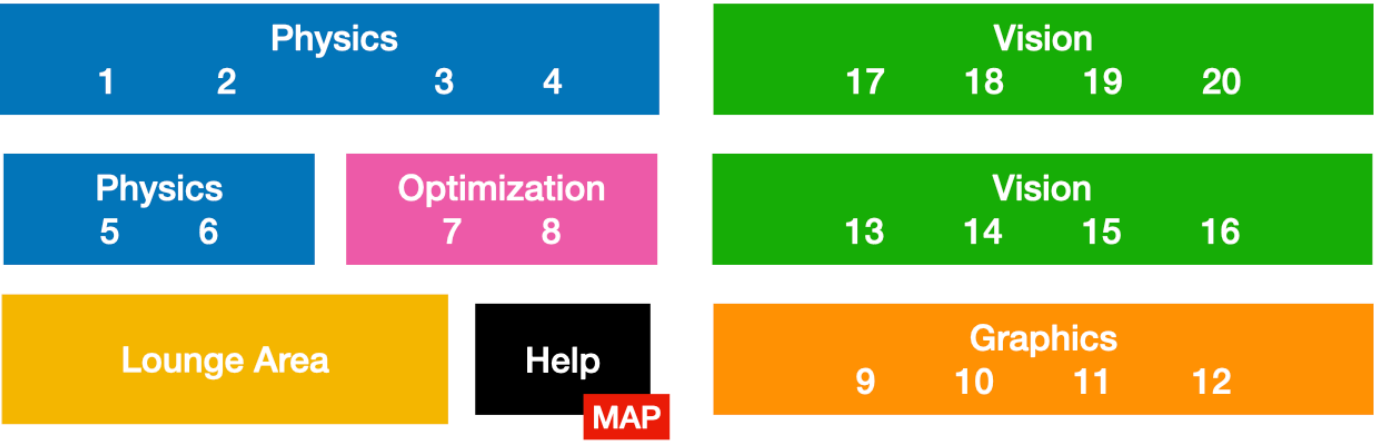 Physics
1 2 3 4
Vision
17 18 19 20
Physics
5 6
Optimization
7 8
Vision
13 14 15 16
Lounge Area
Help
MAP
Graphics
9 10 11 12